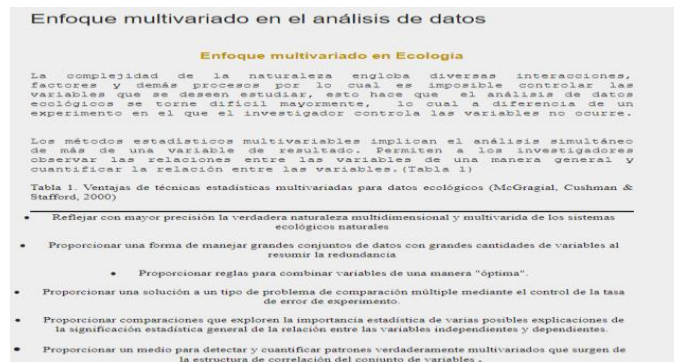 Enfoque multivariado en el análisis de datos
Enfoque multivariado en Ecología
La complejidad de la naturaleza engloba diversas interacciones,
factores y demás procesos por lo cual es imposible controlar las
variables que se deseen estudiar, esto hace que el análisis de datos
ecológicos se torne difícil mayormente, lo cual a diferencia de un
experimento en el que el investigador controla las variables no ocurre.
Los métodos estadísticos multivariables implican el análisis simultáneo
de más de una variable de resultado. Permiten a los investigadores
observar las relaciones entre las variables de una manera general y
cuantificar la relación entre las variables.(Tabla 1)
Tabla 1. Ventajas de técnicas estadísticas multivariadas para datos ecológicos (McGragial, Cushman &
Stafford, 2000)
• Reflejar con mayor precisión la verdadera naturaleza multidimensional y multivarida de los sistemas
ecológicos naturales
• Proporcionar una forma de manejar grandes conjuntos de datos con grandes cantidades de variables al
resumir la redundancia
• Proporcionar reglas para combinar variables de una manera "óptima".
• Proporcionar una solución a un tipo de problema de comparación múltiple mediante el control de la tasa
de error de experimento.
• Proporcionar comparaciones que exploren la importancia estadística de varias posibles explicaciones de
la significación estadística general de la relación entre las variables independientes y dependientes.
• Proporcionar un medio para detectar y cuantificar patrones verdaderamente multivariados que surgen de
la estructura de correlación del conjunto de variables .